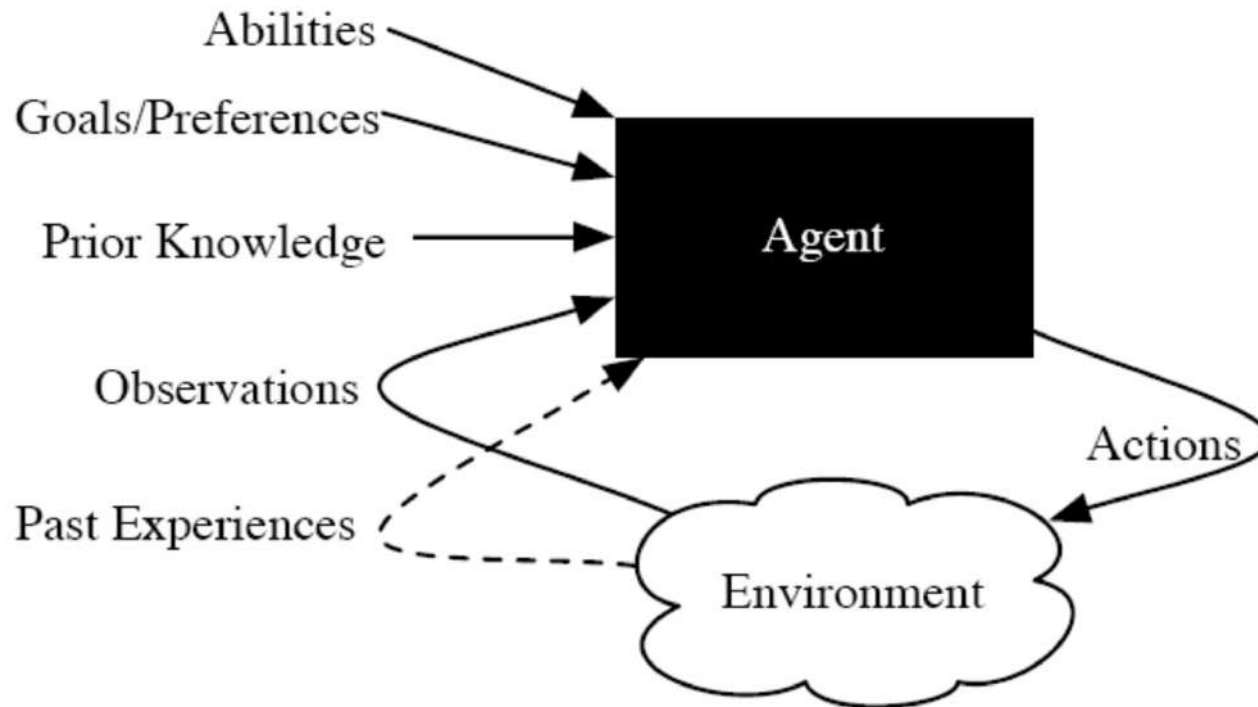 Abilities
Goals/Preferences
Prior Knowledge
Agent
Observations
Actions
Past Experiences
Environment